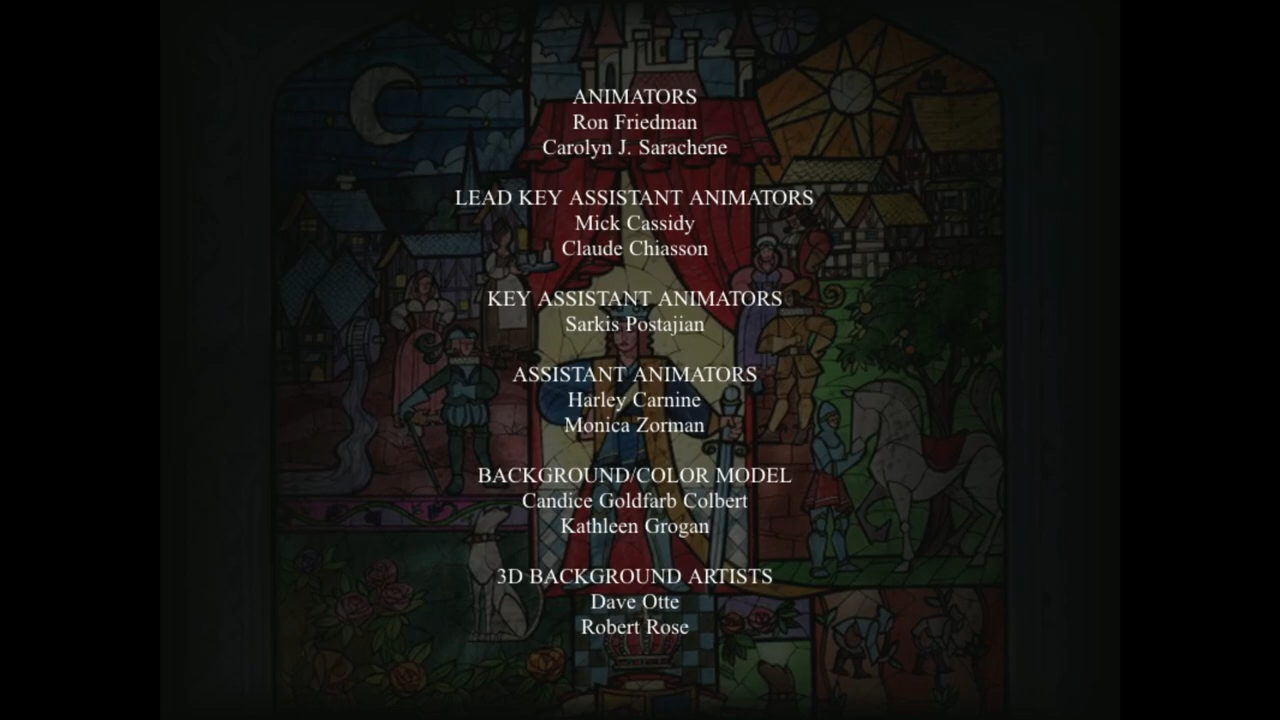 ANIMATORS
Ron Friedman
Carolyn J. Sarachene
LEAD KEY ASSISTANT ANIMATORS
Mick Cassidy
Claude Chiasson
KEY ASSISTANT ANIMATORS
Sarkis Postajian
ASSISTANT ANIMATORS
Harley Carnine
Monica Zorman
BACKGROUND/COLOR MODEL
Candice Goldfarb Colbert
Kathleen Grogan
3D BACKGROUND ARTISTS
Dave Otte
Robert Rose